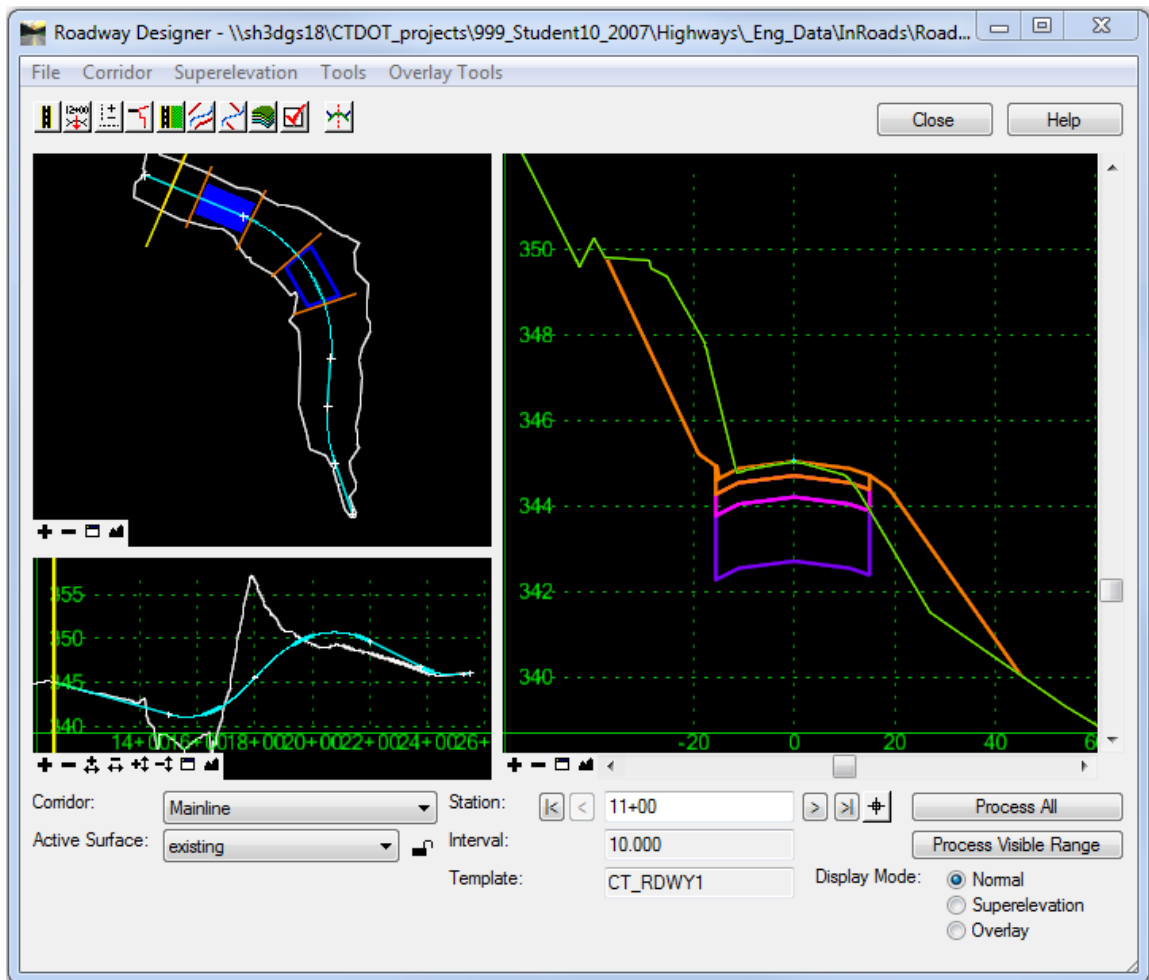 Roadway Designer - \\sh3dgs18\CTDOT_projects\999_Student10_2007\Highways\_Eng_Data\InRoads\Road...
File Corridor Superelevation Tools Overlay Tools
12+00
Close Help
350
348
346
344
342
340
-20 0 20 40 6
355
350
345
340
14+00 16+00 18+00 20+00 22+00 24+00 26+
Corridor: Mainline Station: 11+00 Process All
Active Surface: existing Interval: 10.000 Process Visible Range
Template: CT_RDWY1 Display Mode: Normal
Superelevation
Overlay